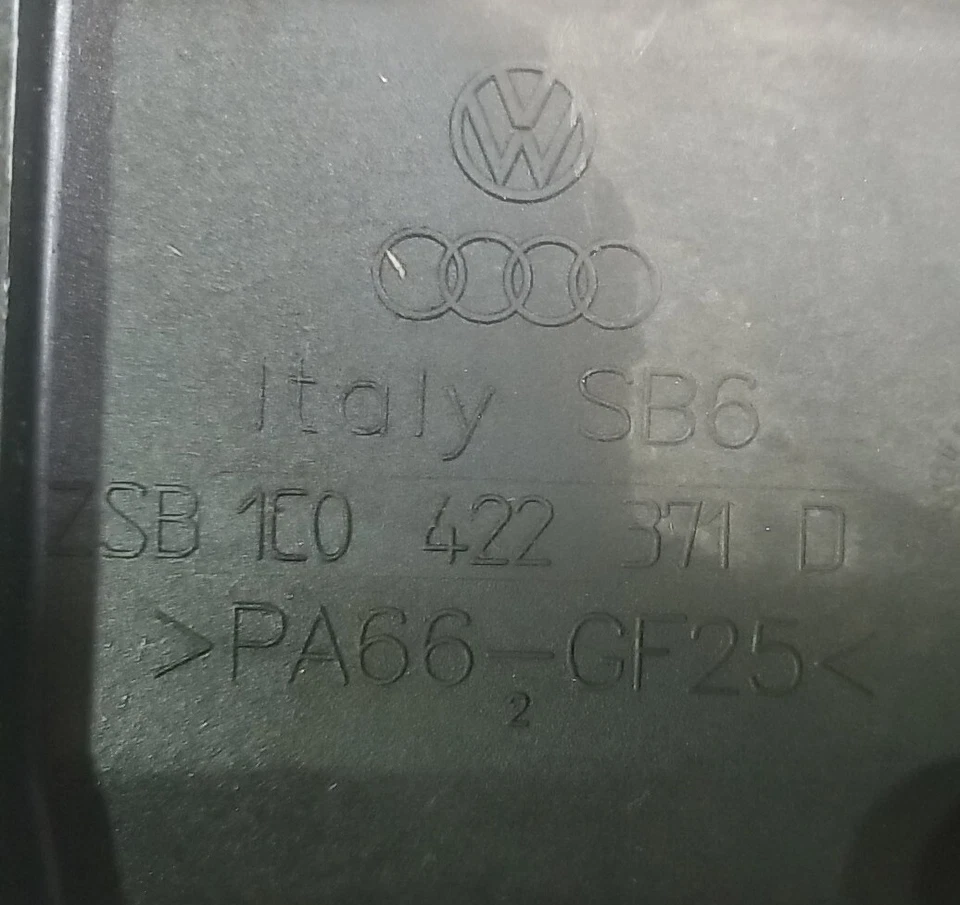 Italy SB6
ZSB 1C0 422 371 D
>PA66-GF25<
2